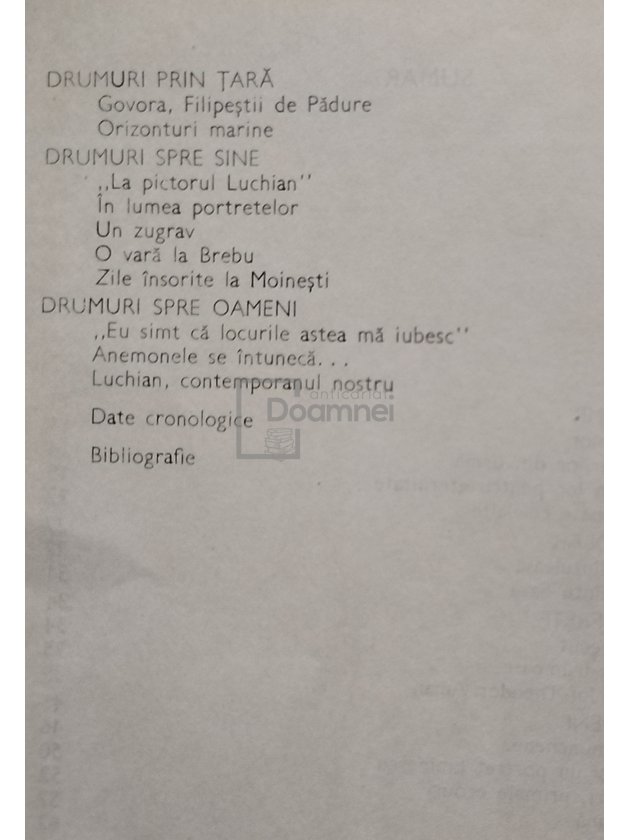 DRUMURI PRIN ȚARĂ
Govora, Filipeștii de Pădure
Orizonturi marine
DRUMURI SPRE SINE
,,La pictorul Luchian''
În lumea portretelor
Un zugrav
O vară la Brebu
Zile însorite la Moinești
DRUMURI SPRE OAMENI
,,Eu simt că locurile astea mă iubesc''
Anemonele se întunecă...
Luchian, contemporanul nostru
anticariat
Doamnei
Date cronologice
Bibliografie